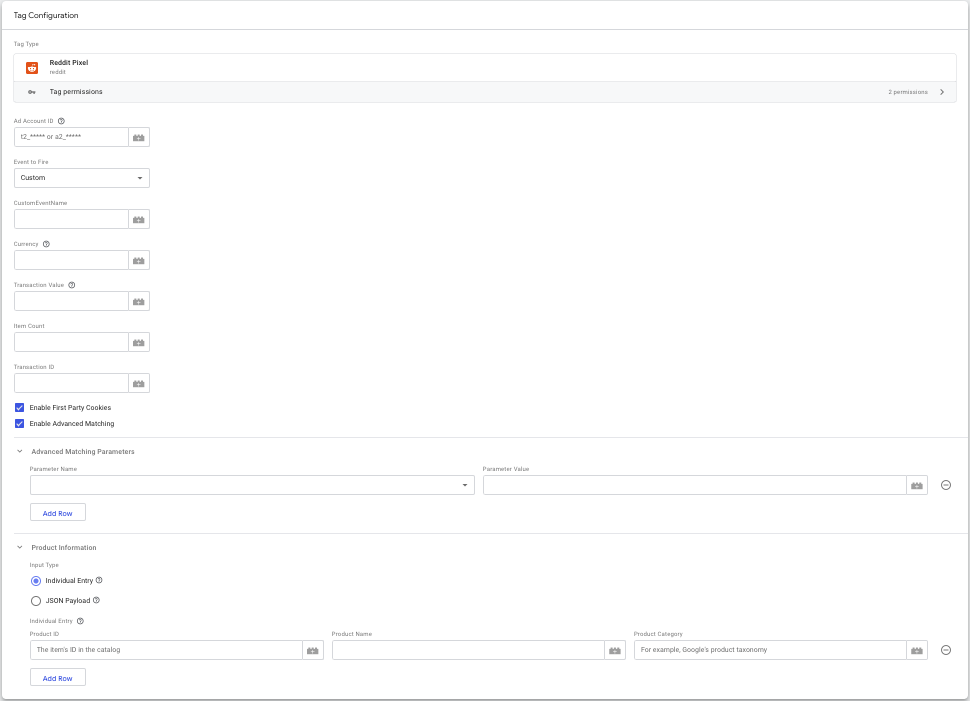 Tag Configuration
Tag Type
Reddit Pixel
reddit
Tag permissions
2 permissions
Ad Account ID
t2_***** or a2_*****
Event to Fire
Custom
CustomEventName
Currency
Transaction Value
Item Count
Transaction ID
Enable First Party Cookies
Enable Advanced Matching
Advanced Matching Parameters
Parameter Name
Parameter Value
Add Row
Product Information
Input Type
Individual Entry
JSON Payload
Individual Entry
Product ID
Product Name
Product Category
The item's ID in the catalog
For example, Google's product taxonomy
Add Row